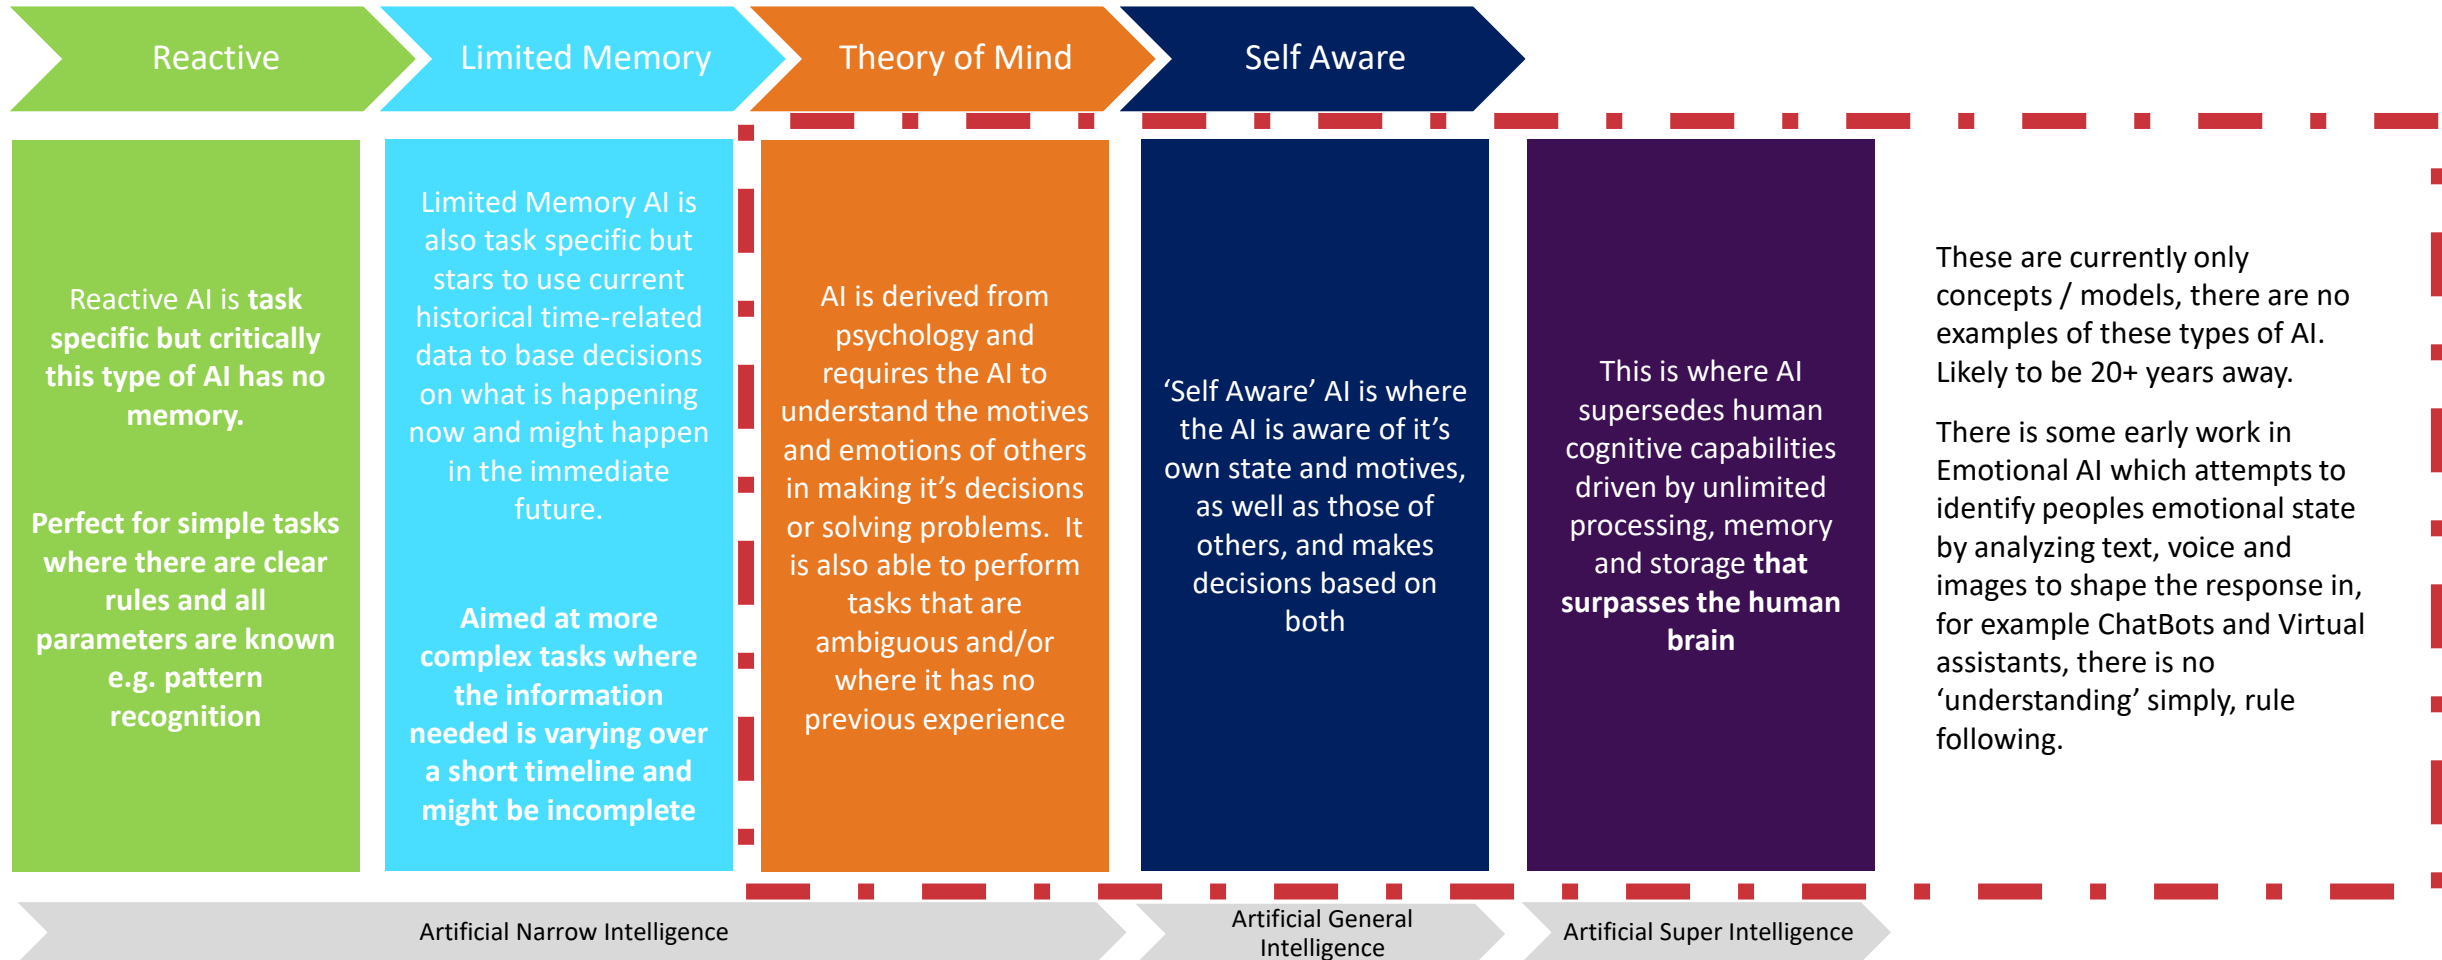 Reactive
Limited Memory
Theory of Mind
Self Aware
Reactive AI is task
specific but critically
this type of AI has no
memory.
Perfect for simple tasks
where there are clear
rules and all
parameters are known
e.g. pattern
recognition
Limited Memory AI is
also task specific but
stars to use current
historical time-related
data to base decisions
on what is happening
now and might happen
in the immediate
future.
Aimed at more
complex tasks where
the information
needed is varying over
a short timeline and
might be incomplete
AI is derived from
psychology and
requires the AI to
understand the motives
and emotions of others
in making it’s decisions
or solving problems. It
is also able to perform
tasks that are
ambiguous and/or
where it has no
previous experience
‘Self Aware’ AI is where
the AI is aware of it’s
own state and motives,
as well as those of
others, and makes
decisions based on
both
This is where AI
supersedes human
cognitive capabilities
driven by unlimited
processing, memory
and storage that
surpasses the human
brain
These are currently only
concepts / models, there are no
examples of these types of AI.
Likely to be 20+ years away.
There is some early work in
Emotional AI which attempts to
identify peoples emotional state
by analyzing text, voice and
images to shape the response in,
for example ChatBots and Virtual
assistants, there is no
‘understanding’ simply, rule
following.
Artificial Narrow Intelligence
Artificial General
Intelligence
Artificial Super Intelligence